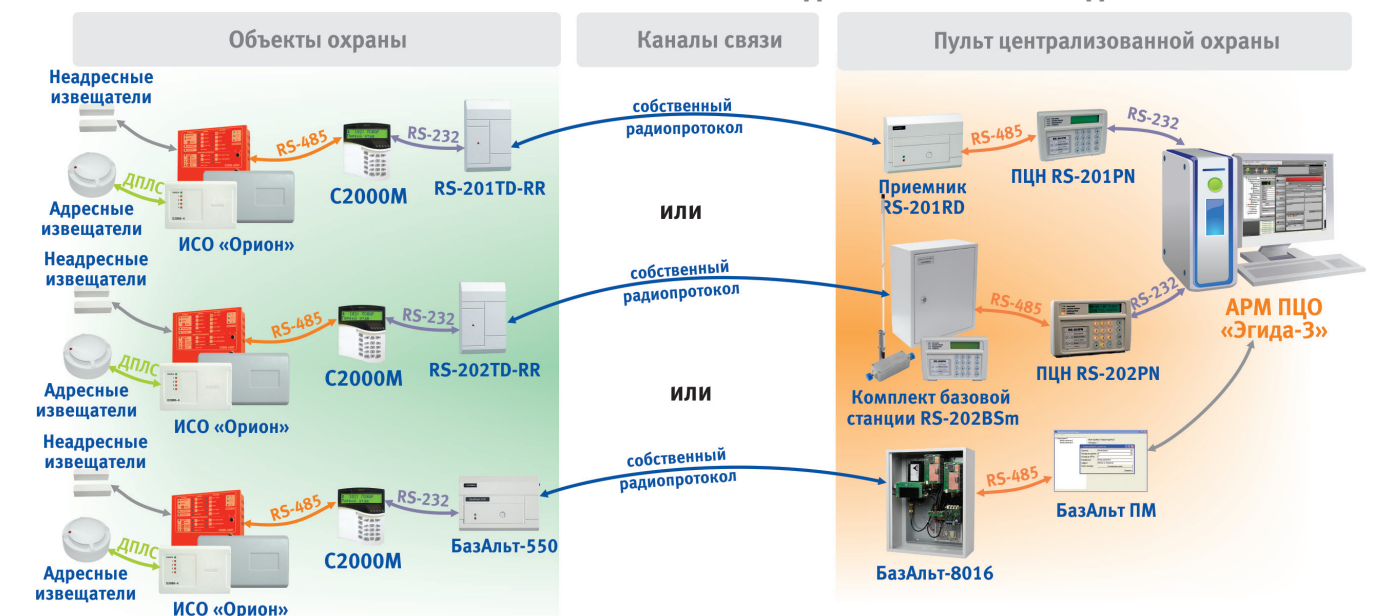 Объекты охраны
Каналы связи
Пульт централизованной охраны
Неадресные
извещатели
ДПЛС
Адресные
извещатели
ИСО «Орион»
RS-485
С2000М
RS-232
RS-201TD-RR
собственный
радиопротокол
Приемник
RS-201RD
RS-485
ПЦН RS-201PN
RS-232
или
Неадресные
извещатели
ДПЛС
Адресные
извещатели
ИСО «Орион»
RS-485
С2000М
RS-232
RS-202TD-RR
собственный
радиопротокол
Комплект базовой
станции RS-202BSm
RS-485
ПЦН RS-202PN
RS-232
АРМ ПЦО
«Эгида-3»
или
Неадресные
извещатели
ДПЛС
Адресные
извещатели
ИСО «Орион»
RS-485
С2000М
RS-232
БазАльт-550
собственный
радиопротокол
БазАльт-8016
RS-485
БазАльт ПМ